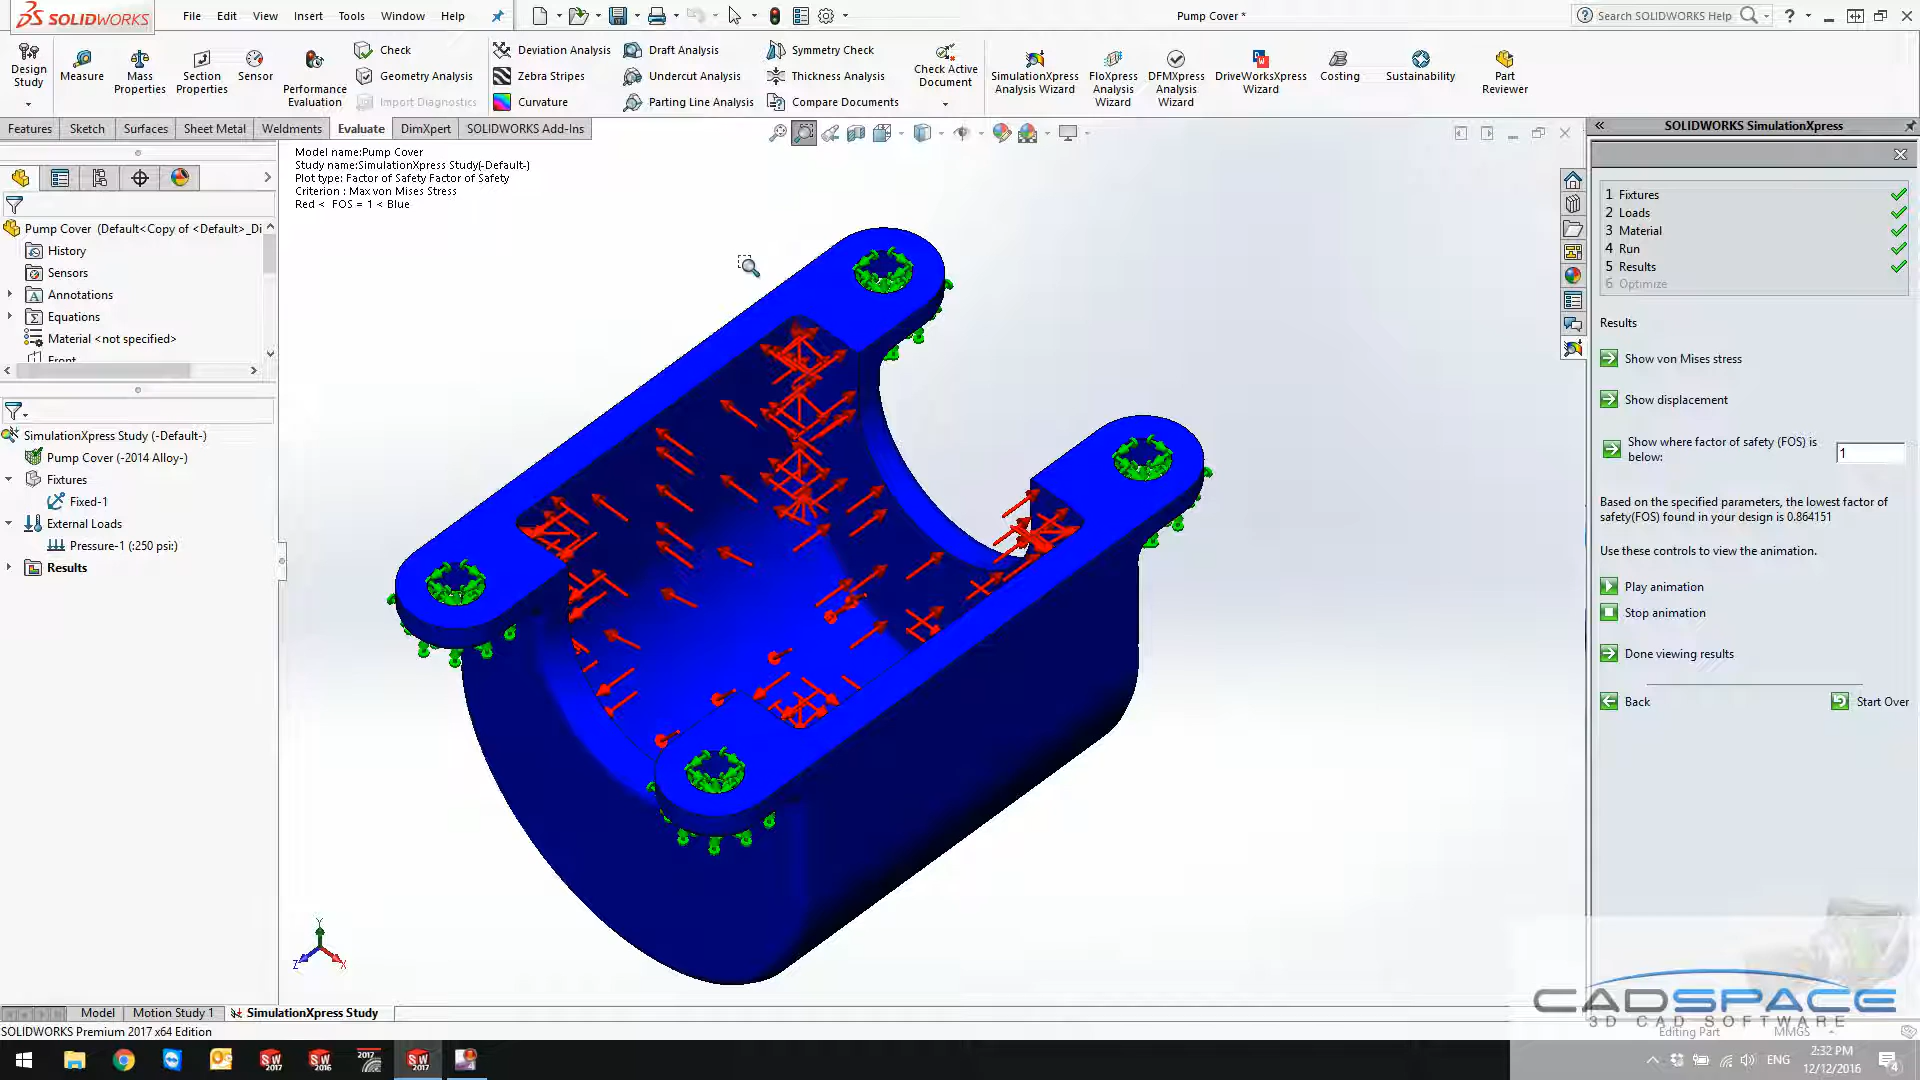 SOLIDWORKS
File Edit View Insert Tools Window Help
Pump Cover *
Search SOLIDWORKS Help
Design Study
Measure
Mass Properties
Section Properties
Sensor
Performance Evaluation
Check
Geometry Analysis
Import Diagnostics
Deviation Analysis
Zebra Stripes
Curvature
Draft Analysis
Undercut Analysis
Parting Line Analysis
Symmetry Check
Thickness Analysis
Compare Documents
Check Active Document
SimulationXpress Analysis Wizard
FloXpress Analysis Wizard
DFMXpress Analysis Wizard
DriveWorksXpress Wizard
Costing
Sustainability
Part Reviewer
Features Sketch Surfaces Sheet Metal Weldments Evaluate DimXpert SOLIDWORKS Add-Ins
Model name:Pump Cover
Study name:SimulationXpress Study(-Default-)
Plot type: Factor of Safety Factor of Safety
Criterion : Max von Mises Stress
Red < FOS = 1 < Blue
Pump Cover (Default<Copy of <Default>_Di
History
Sensors
Annotations
Equations
Material <not specified>
Front
SimulationXpress Study (-Default-)
Pump Cover (-2014 Alloy-)
Fixtures
Fixed-1
External Loads
Pressure-1 (:250 psi:)
Results
Y
Z
X
SOLIDWORKS SimulationXpress
1 Fixtures
2 Loads
3 Material
4 Run
5 Results
6 Optimize
Results
Show von Mises stress
Show displacement
Show where factor of safety (FOS) is
below:
1
Based on the specified parameters, the lowest factor of
safety(FOS) found in your design is 0.864151
Use these controls to view the animation.
Play animation
Stop animation
Done viewing results
Back
Start Over
CADSPACE
3D CAD SOFTWARE
Model Motion Study 1 SimulationXpress Study
SOLIDWORKS Premium 2017 x64 Edition
Editing Part
MMGS
SW 2017
SW 2016
2017
SW 2017
ENG
2:32 PM
12/12/2016
4